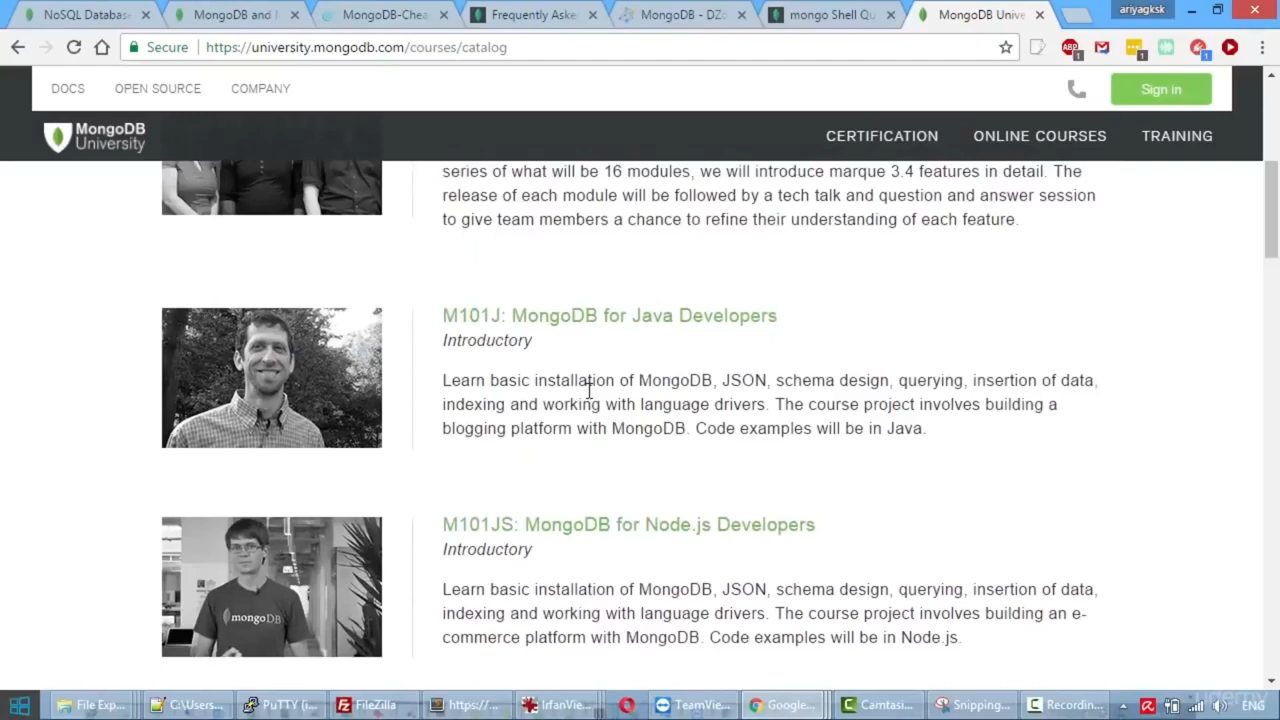 NoSQL Databas
MongoDB and M
MongoDB-Chea
Frequently Aske
MongoDB - DZo
mongo Shell Qu
MongoDB Unive
ariyagksk
Secure
https://university.mongodb.com/courses/catalog
DOCS
OPEN SOURCE
COMPANY
Sign in
MongoDB
University
CERTIFICATION
ONLINE COURSES
TRAINING
series of what will be 16 modules, we will introduce marque 3.4 features in detail. The
release of each module will be followed by a tech talk and question and answer session
to give team members a chance to refine their understanding of each feature.
M101J: MongoDB for Java Developers
Introductory
Learn basic installation of MongoDB, JSON, schema design, querying, insertion of data,
indexing and working with language drivers. The course project involves building a
blogging platform with MongoDB. Code examples will be in Java.
mongoDB
M101JS: MongoDB for Node.js Developers
Introductory
Learn basic installation of MongoDB, JSON, schema design, querying, insertion of data,
indexing and working with language drivers. The course project involves building an e-
commerce platform with MongoDB. Code examples will be in Node.js.
File Exp...
C:\Users...
PuTTY (i...
FileZilla
https://...
IrfanVie...
TeamVie...
Google...
Camtasi...
Snipping...
Recordin...
ENG